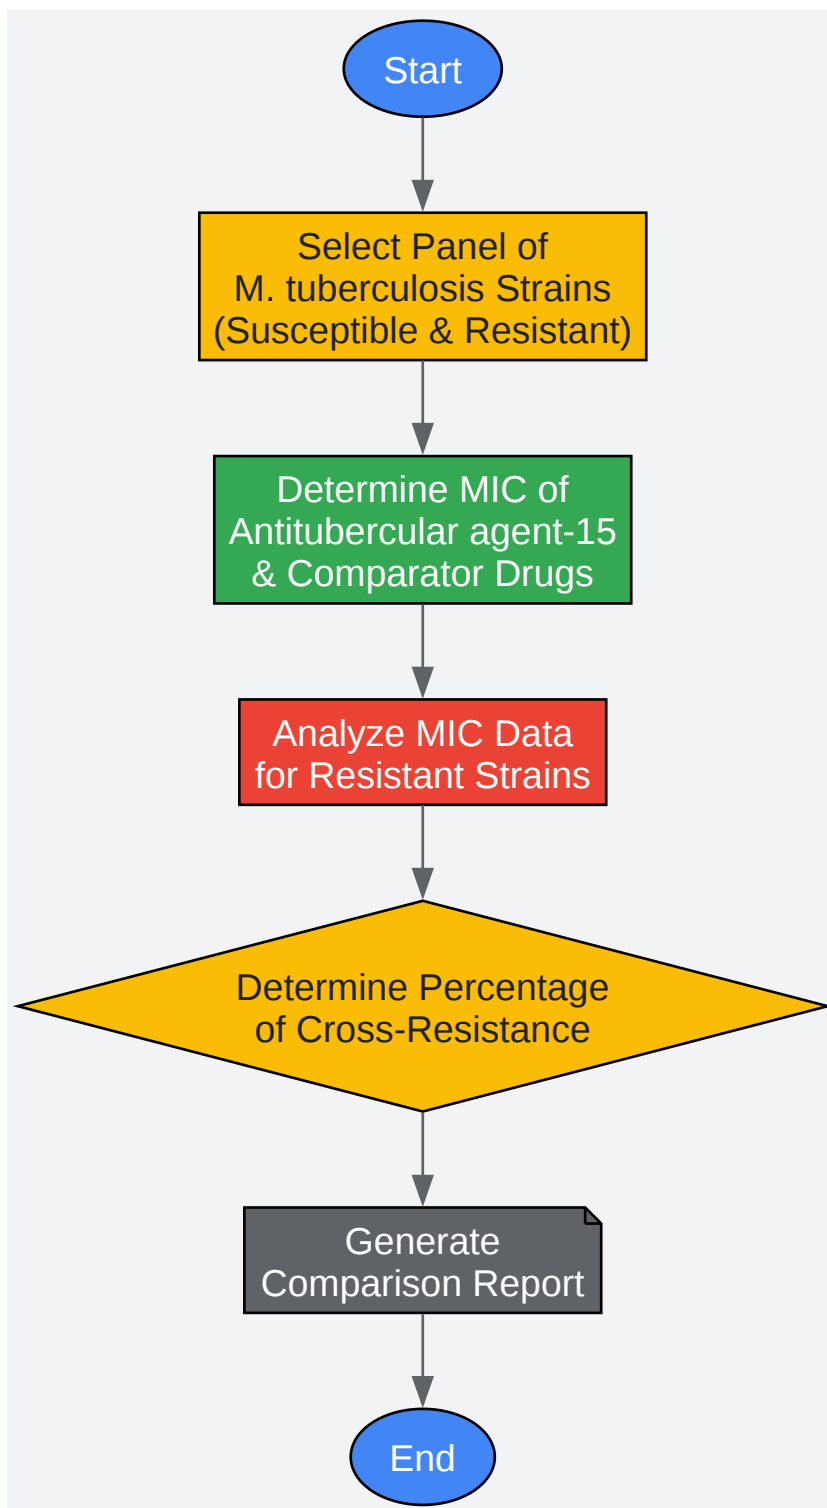 Start
Select Panel of
M. tuberculosis Strains
(Susceptible & Resistant)
Determine MIC of
Antitubercular agent-15
& Comparator Drugs
Analyze MIC Data
for Resistant Strains
Determine Percentage
of Cross-Resistance
Generate
Comparison Report
End